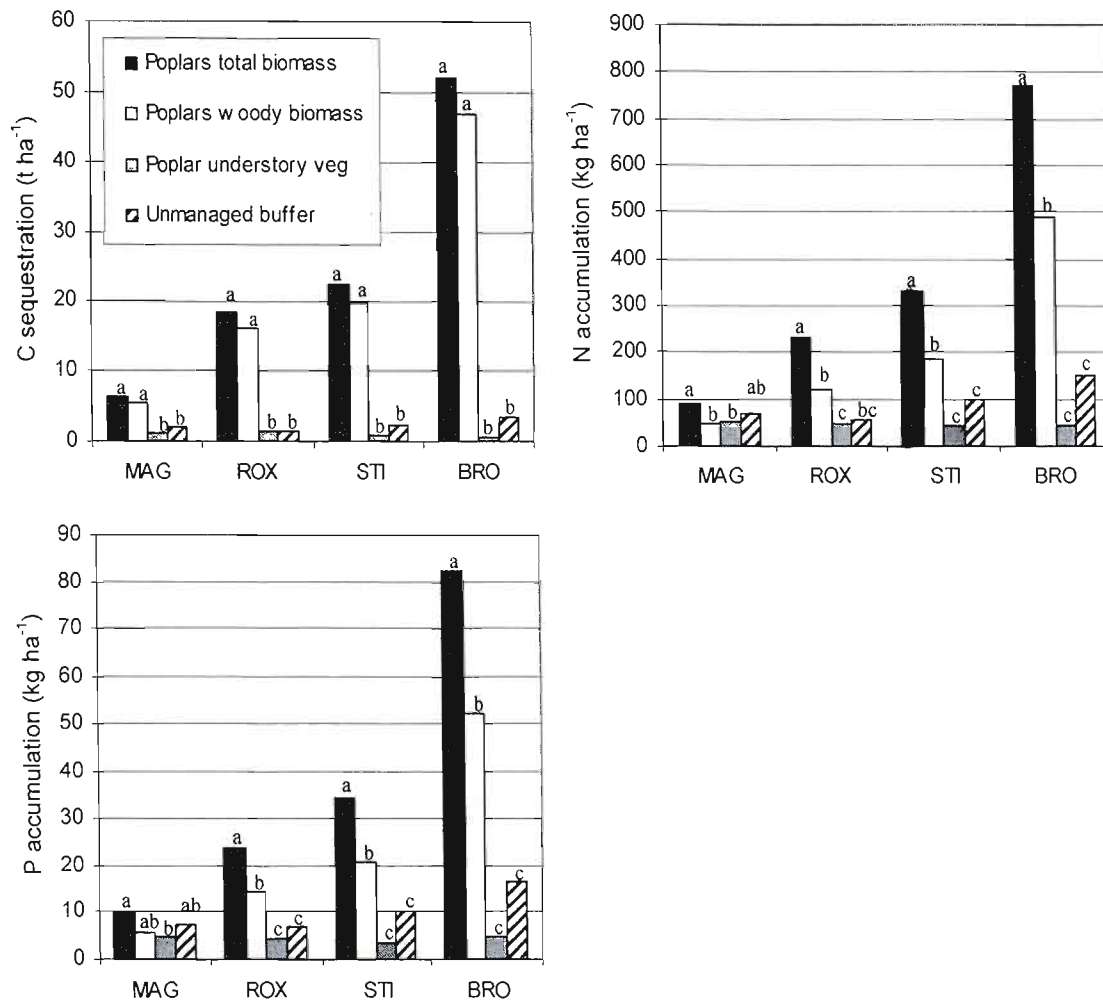 60
50
40
30
20
10
0
C sequestration (t ha⁻¹)
Poplars total biomass
Poplars woody biomass
Poplar understory veg
Unmanaged buffer
a a b b
a a b b
a a b b
a a b b
MAG ROX STI BRO
900
800
700
600
500
400
300
200
100
0
N accumulation (kg ha⁻¹)
a b b ab
a b c bc
a b c c
a b c c
MAG ROX STI BRO
90
80
70
60
50
40
30
20
10
0
P accumulation (kg ha⁻¹)
a ab b ab
a b c c
a b c c
a b c c
MAG ROX STI BRO